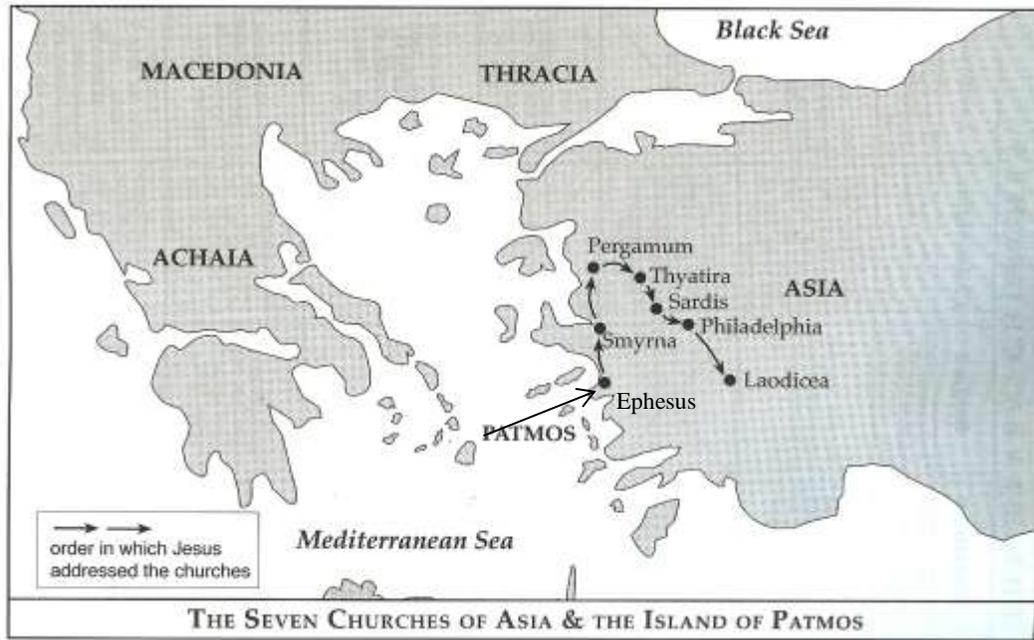 Black Sea
MACEDONIA
THRACIA
Pergamum
ACHAIA
Thyatira
ASIA
Sardis
Philadelphia
Smyrna
Laodicea
Ephesus
PATMOS
Mediterranean Sea
order in which Jesus
addressed the churches
THE SEVEN CHURCHES OF ASIA & THE ISLAND OF PATMOS